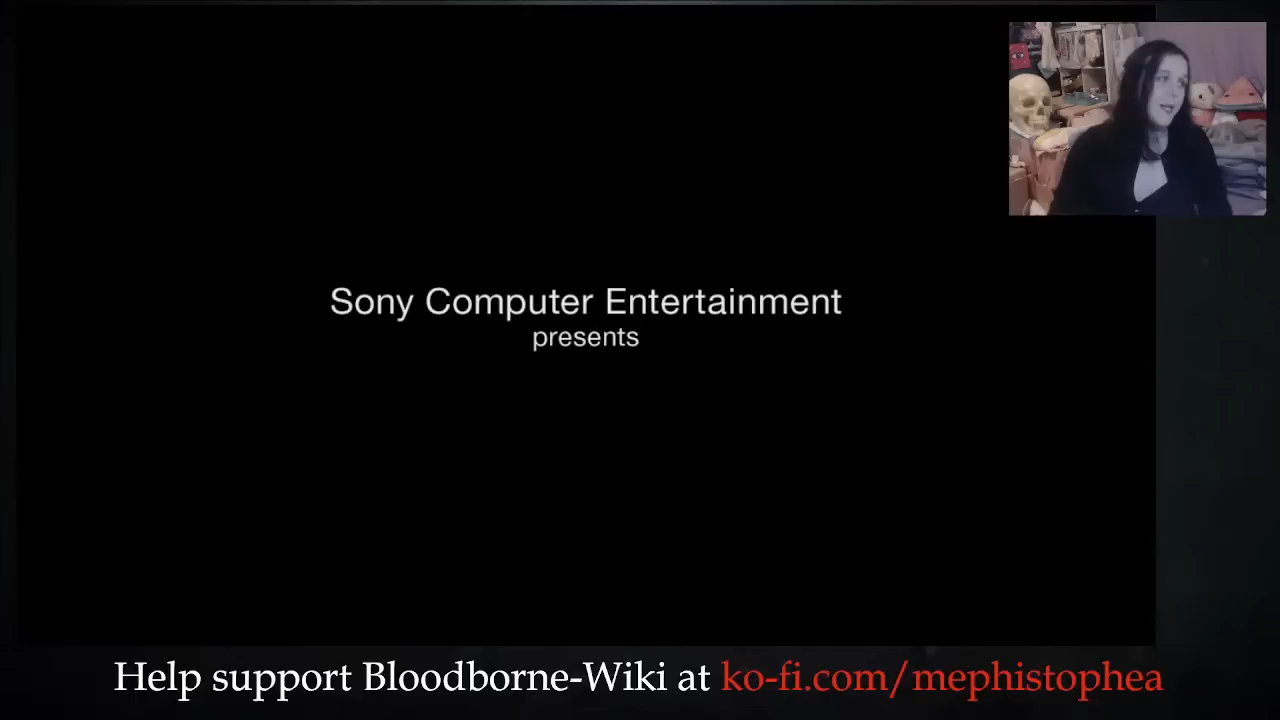 Sony Computer Entertainment
presents
Help support Bloodborne-Wiki at ko-fi.com/mephistophea